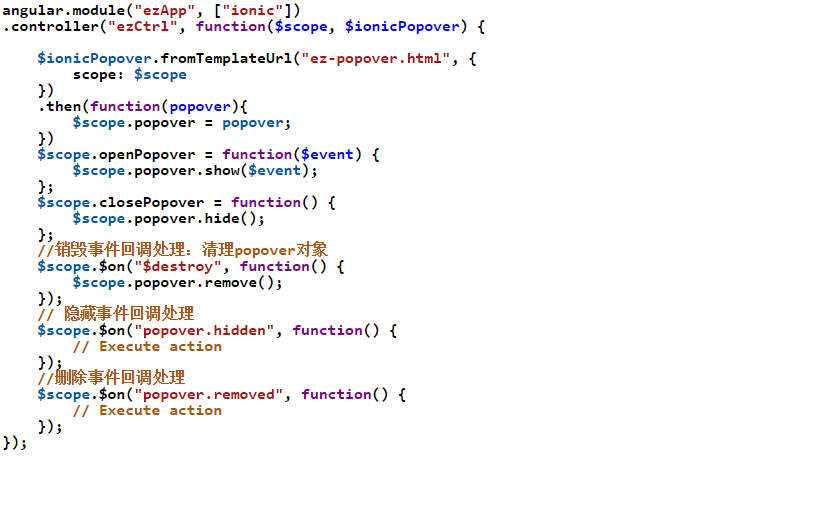 angular.module("ezApp", ["ionic"])
.controller("ezCtrl", function($scope, $ionicPopover) {
    $ionicPopover.fromTemplateUrl("ez-popover.html", {
        scope: $scope
    })
    .then(function(popover){
        $scope.popover = popover;
    })
    $scope.openPopover = function($event) {
        $scope.popover.show($event);
    };
    $scope.closePopover = function() {
        $scope.popover.hide();
    };
    //销毁事件回调处理：清理popover对象
    $scope.$on("$destroy", function() {
        $scope.popover.remove();
    });
    // 隐藏事件回调处理
    $scope.$on("popover.hidden", function() {
        // Execute action
    });
    //删除事件回调处理
    $scope.$on("popover.removed", function() {
        // Execute action
    });
});